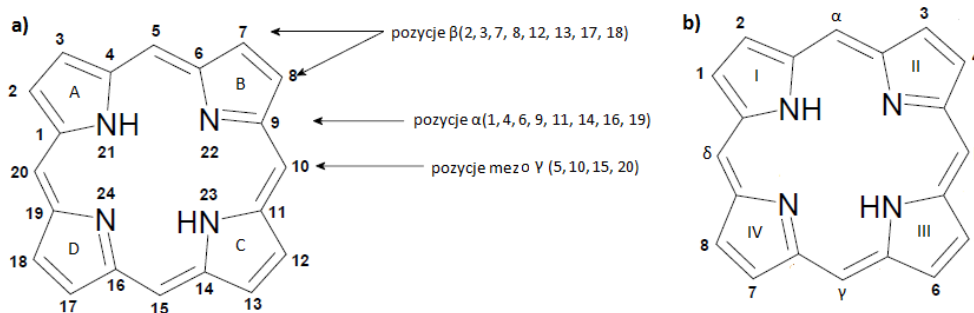 a)
5
7
pozycje β(2, 3, 7, 8, 12, 13, 17, 18)
3
4
6
A
B
8
2
NH
N
9
1
21
22
pozycje α(1, 4, 6, 9, 11, 14, 16, 19)
20
10
pozycje mezo γ (5, 10, 15, 20)
24
23
N
HN
19
11
D
C
18
12
16
14
17
15
13
b)
α
3
2
I
II
4
1
NH
N
δ
N
HN
IV
III
8
7
γ
6